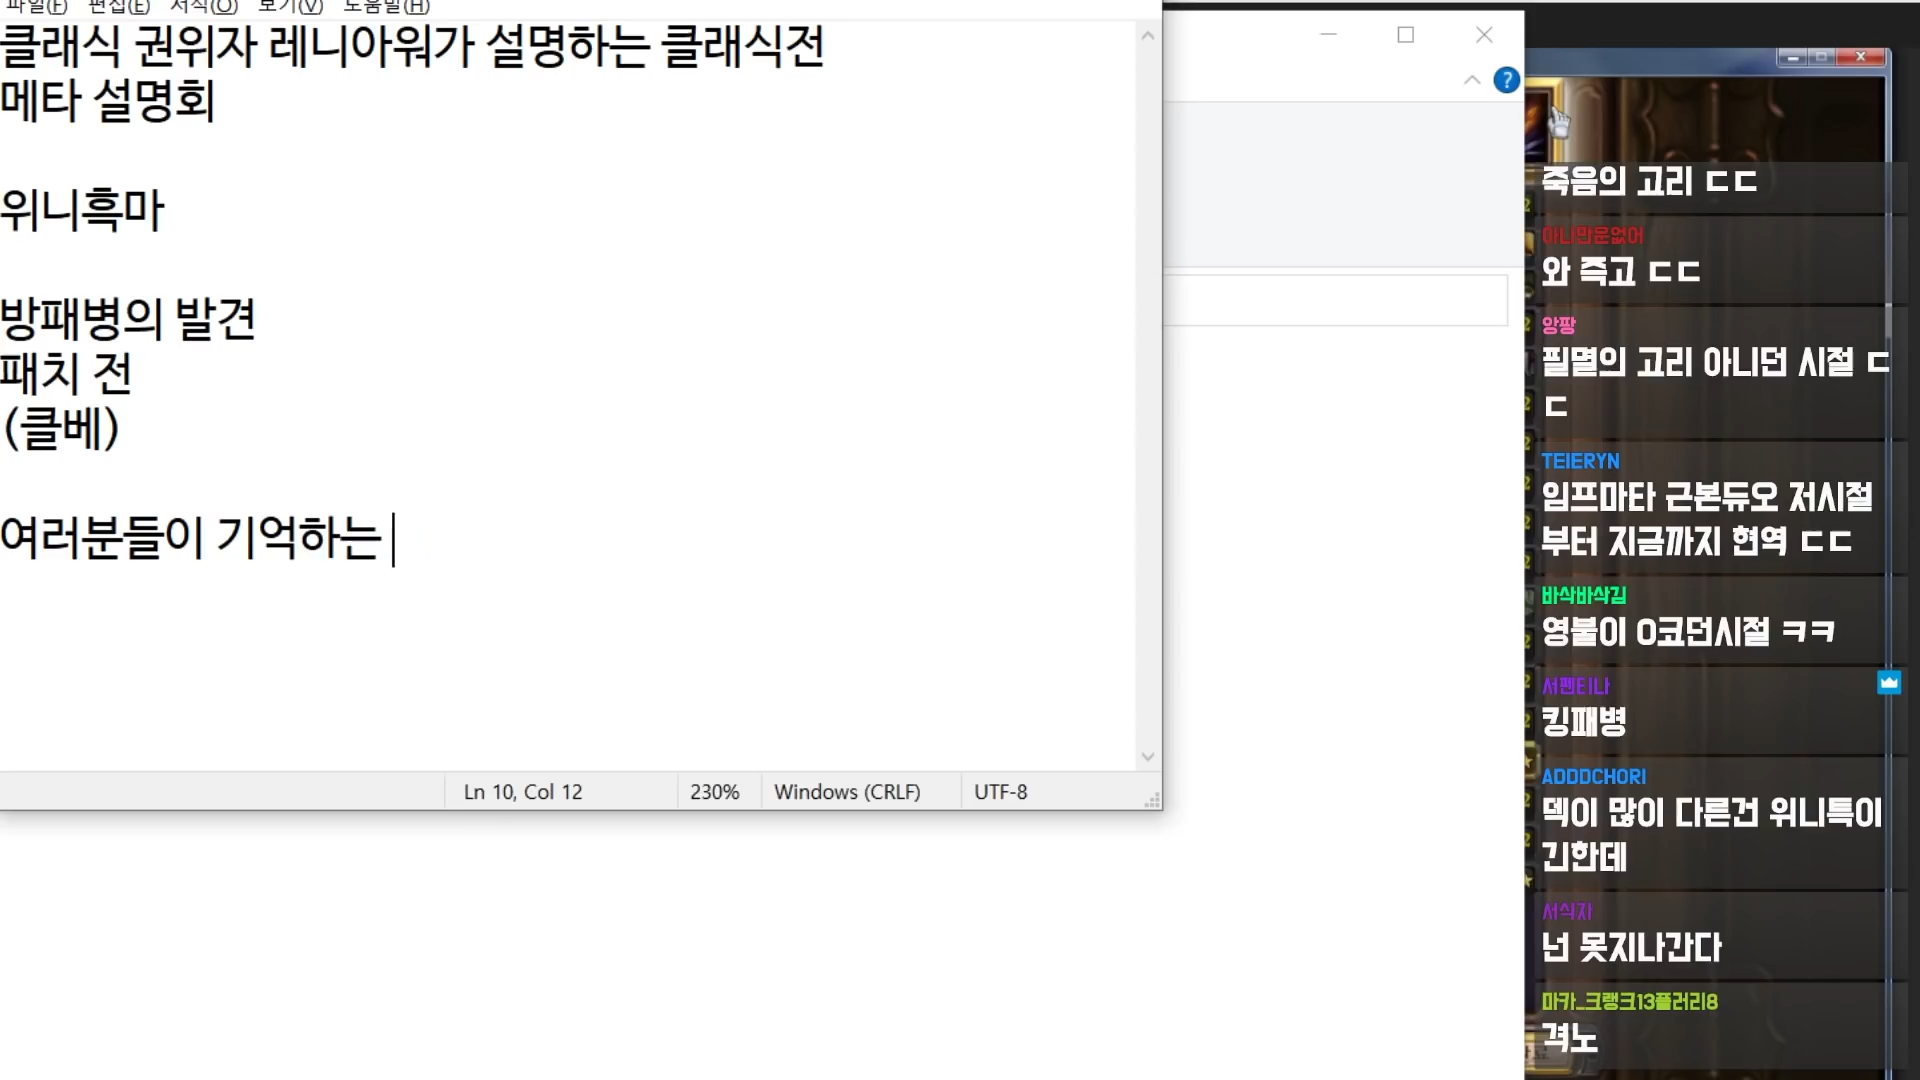 파일(F) 편집(E) 서식(O) 보기(V) 도움말(H)
클래식 권위자 레니아워가 설명하는 클래식전
메타 설명회
위니흑마
방패병의 발견
패치 전
(클베)
여러분들이 기억하는
Ln 10, Col 12
230%
Windows (CRLF)
UTF-8
죽음의 고리 ㄷㄷ
아니만운없어
와 즉고 ㄷㄷ
앙팡
필멸의 고리 아니던 시절 ㄷ
ㄷ
TEIERYN
임프마타 근본듀오 저시절
부터 지금까지 현역 ㄷㄷ
바삭바삭김
영불이 0코던시절 ㅋㅋ
서펜티나
킹패병
ADDDCHORI
덱이 많이 다른건 위니특이
긴한데
서식자
넌 못지나간다
마카_크랭크13플러리8
격노